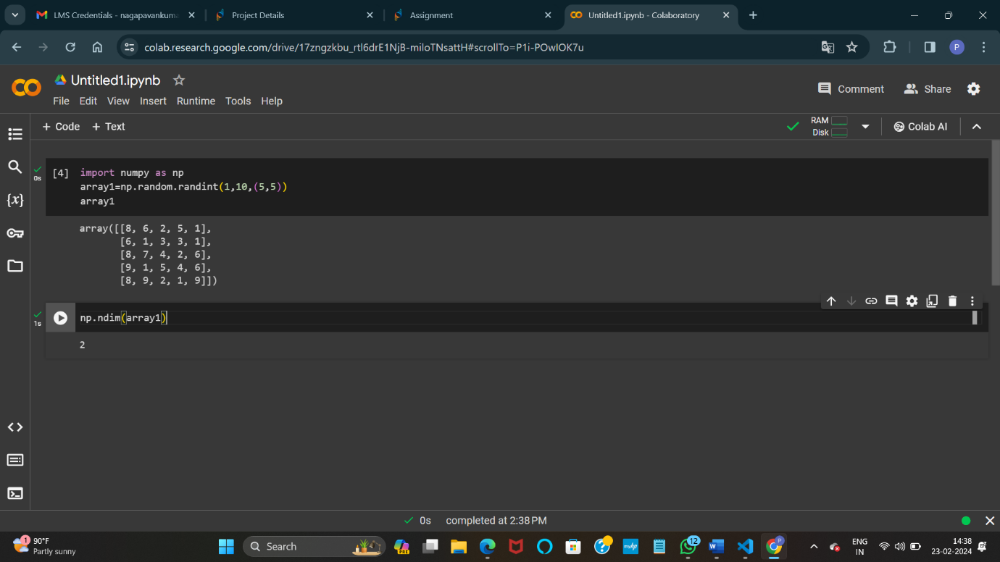 LMS Credentials - nagapavankuma
Project Details
Assignment
Untitled1.ipynb - Colaboratory
colab.research.google.com/drive/17zngzkbu_rtl6drE1NjB-miloTNsattH#scrollTo=P1i-POwIOK7u
P
Untitled1.ipynb
File Edit View Insert Runtime Tools Help
Comment
Share
+ Code + Text
RAM
Disk
Colab AI
0s
[4]
import numpy as np
array1=np.random.randint(1,10,(5,5))
array1
array([[8, 6, 2, 5, 1],
[6, 1, 3, 3, 1],
[8, 7, 4, 2, 6],
[9, 1, 5, 4, 6],
[8, 9, 2, 1, 9]])
{x}
1s
np.ndim(array1)
2
0s completed at 2:38 PM
1
90°F
Partly sunny
Search
PRE
myhp
12
P
ENG
IN
14:38
23-02-2024